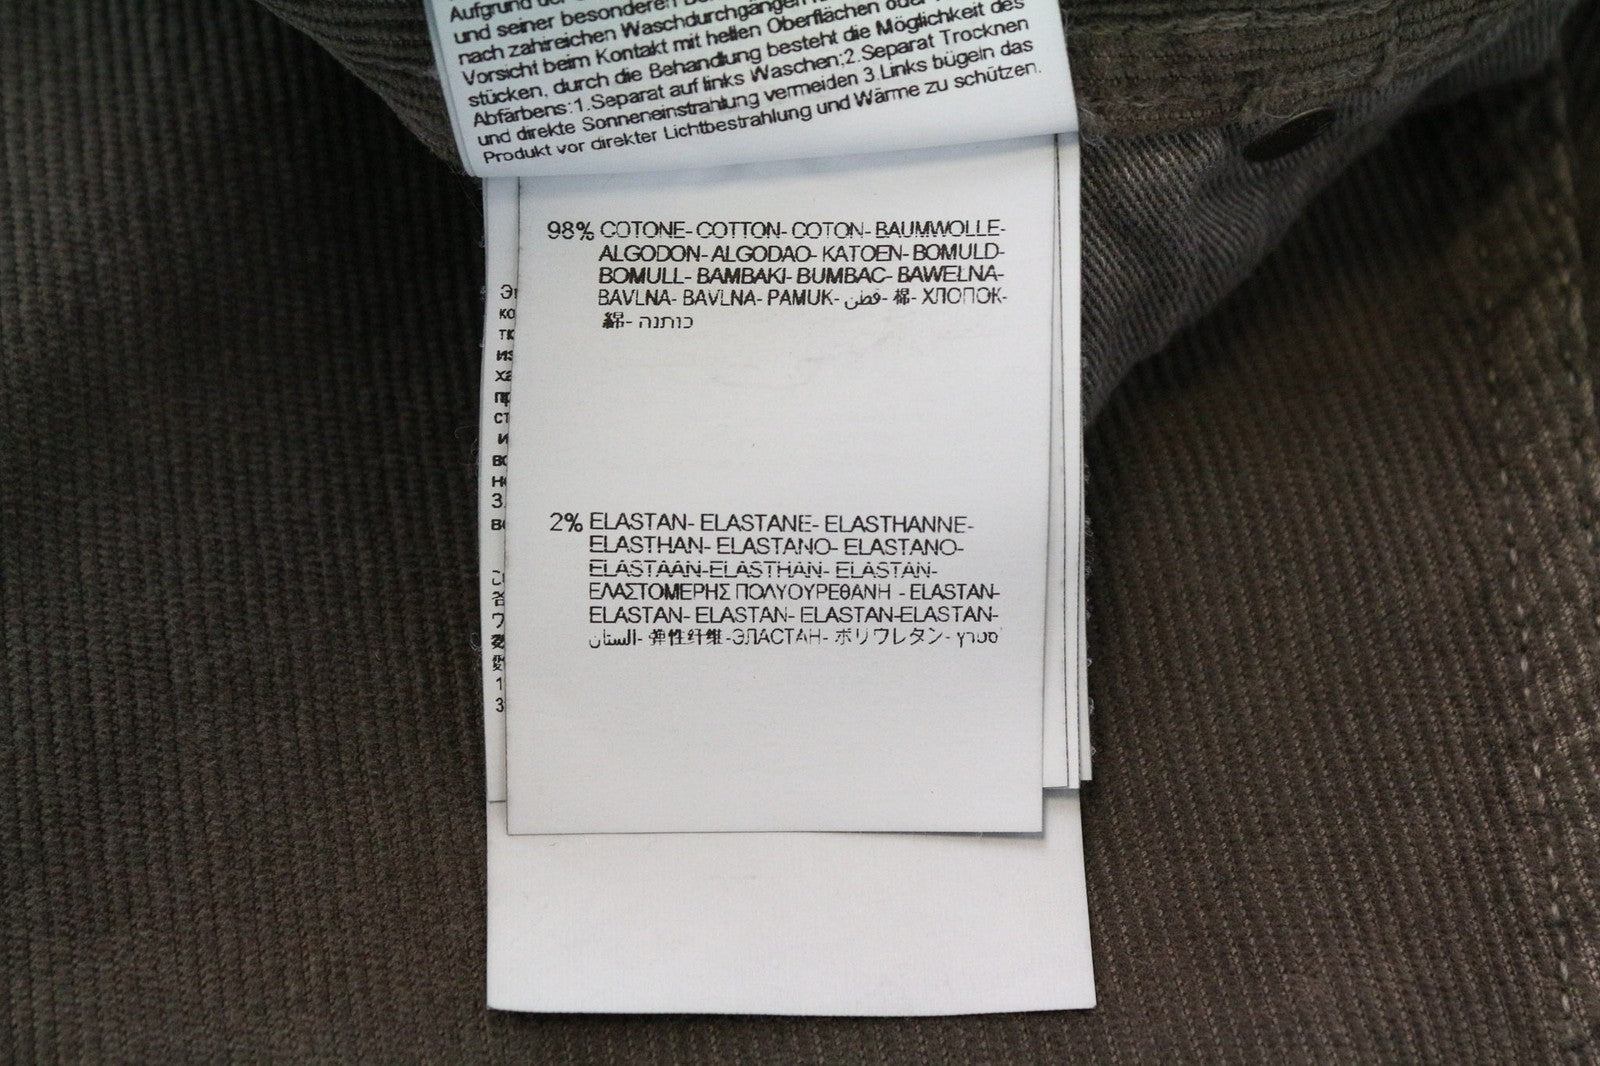 und seiner besonderen
nach zahlreichen Waschdurchgängen
Vorsicht beim Kontakt mit hellen Oberflächen oder
stücken, durch die Behandlung besteht die Möglichkeit des
Abfärbens:1.Separat auf links Waschen;2.Separat Trocknen
und direkte Sonneneinstrahlung vermeiden 3.Links bügeln das
Produkt vor direkter Lichtbestrahlung und Wärme zu schützen.
98% COTONE- COTTON- COTON- BAUMWOLLE-
ALGODON- ALGODAO- KATOEN- BOMULD-
BOMULL- BAMBAKI- BUMBAC- BAWEŁNA-
BAVLNA- BAVLNA- PAMUK- قطن- 棉- ХЛОПОК-
綿- כותנה
2% ELASTAN- ELASTANE- ELASTHANNE-
ELASTHAN- ELASTANO- ELASTANO-
ELASTAAN-ELASTHAN- ELASTAN-
ΕΛΑΣΤΟΜΕΡΗΣ ΠΟΛΥΟΥΡΕΘΑΝΗ - ELASTAN-
ELASTAN- ELASTAN- ELASTAN-ELASTAN-
الستان- 弹性纤维-ЭЛАСТАН- ポリウレタン-